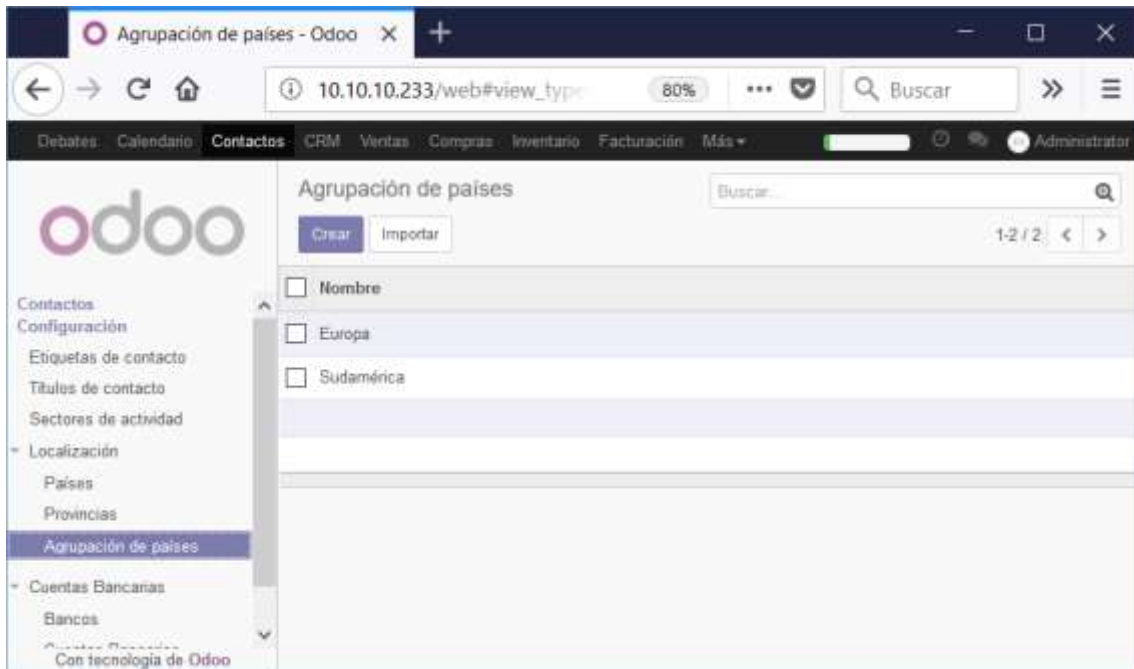 Agrupación de países - Odoo
10.10.10.233/web#view_type
80%
Buscar
Debates Calendario Contactos CRM Ventas Compras Inventario Facturación Más Administrator
odoo
Agrupación de países
Buscar...
Crear Importar
1-2 / 2
Nombre
Europa
Sudamérica
Contactos
Configuración
Etiquetas de contacto
Títulos de contacto
Sectores de actividad
Localización
Países
Provincias
Agrupación de países
Cuentas Bancarias
Bancos
Con tecnología de Odoo